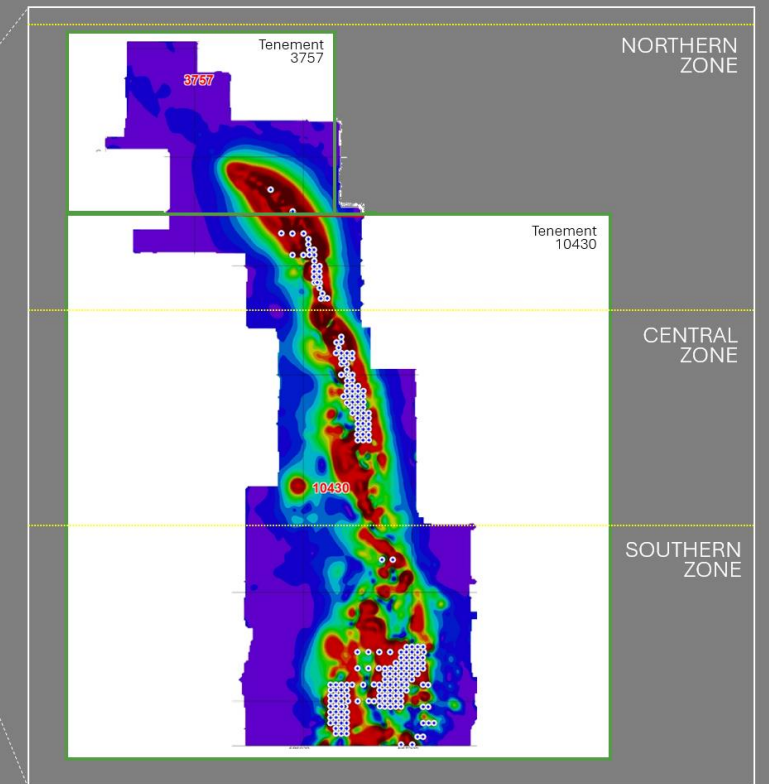 NORTHERN
ZONE
Tenement
3757
3757
Tenement
10430
CENTRAL
ZONE
10430
SOUTHERN
ZONE